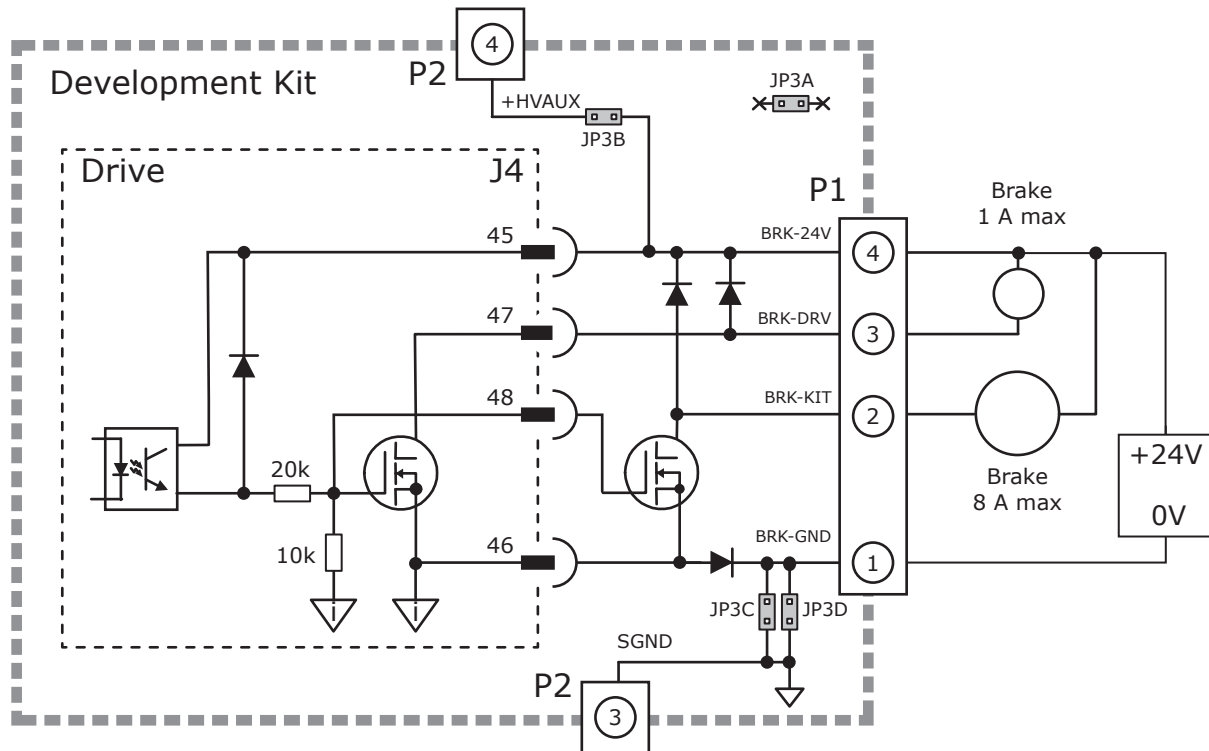 4
P2
Development Kit
+HVAUX
JP3A
JP3B
Drive
J4
P1
Brake
1 A max
45
BRK-24V
4
47
BRK-DRV
3
48
BRK-KIT
2
20k
Brake
8 A max
+24V
0V
10k
46
BRK-GND
1
JP3C
JP3D
SGND
P2
3